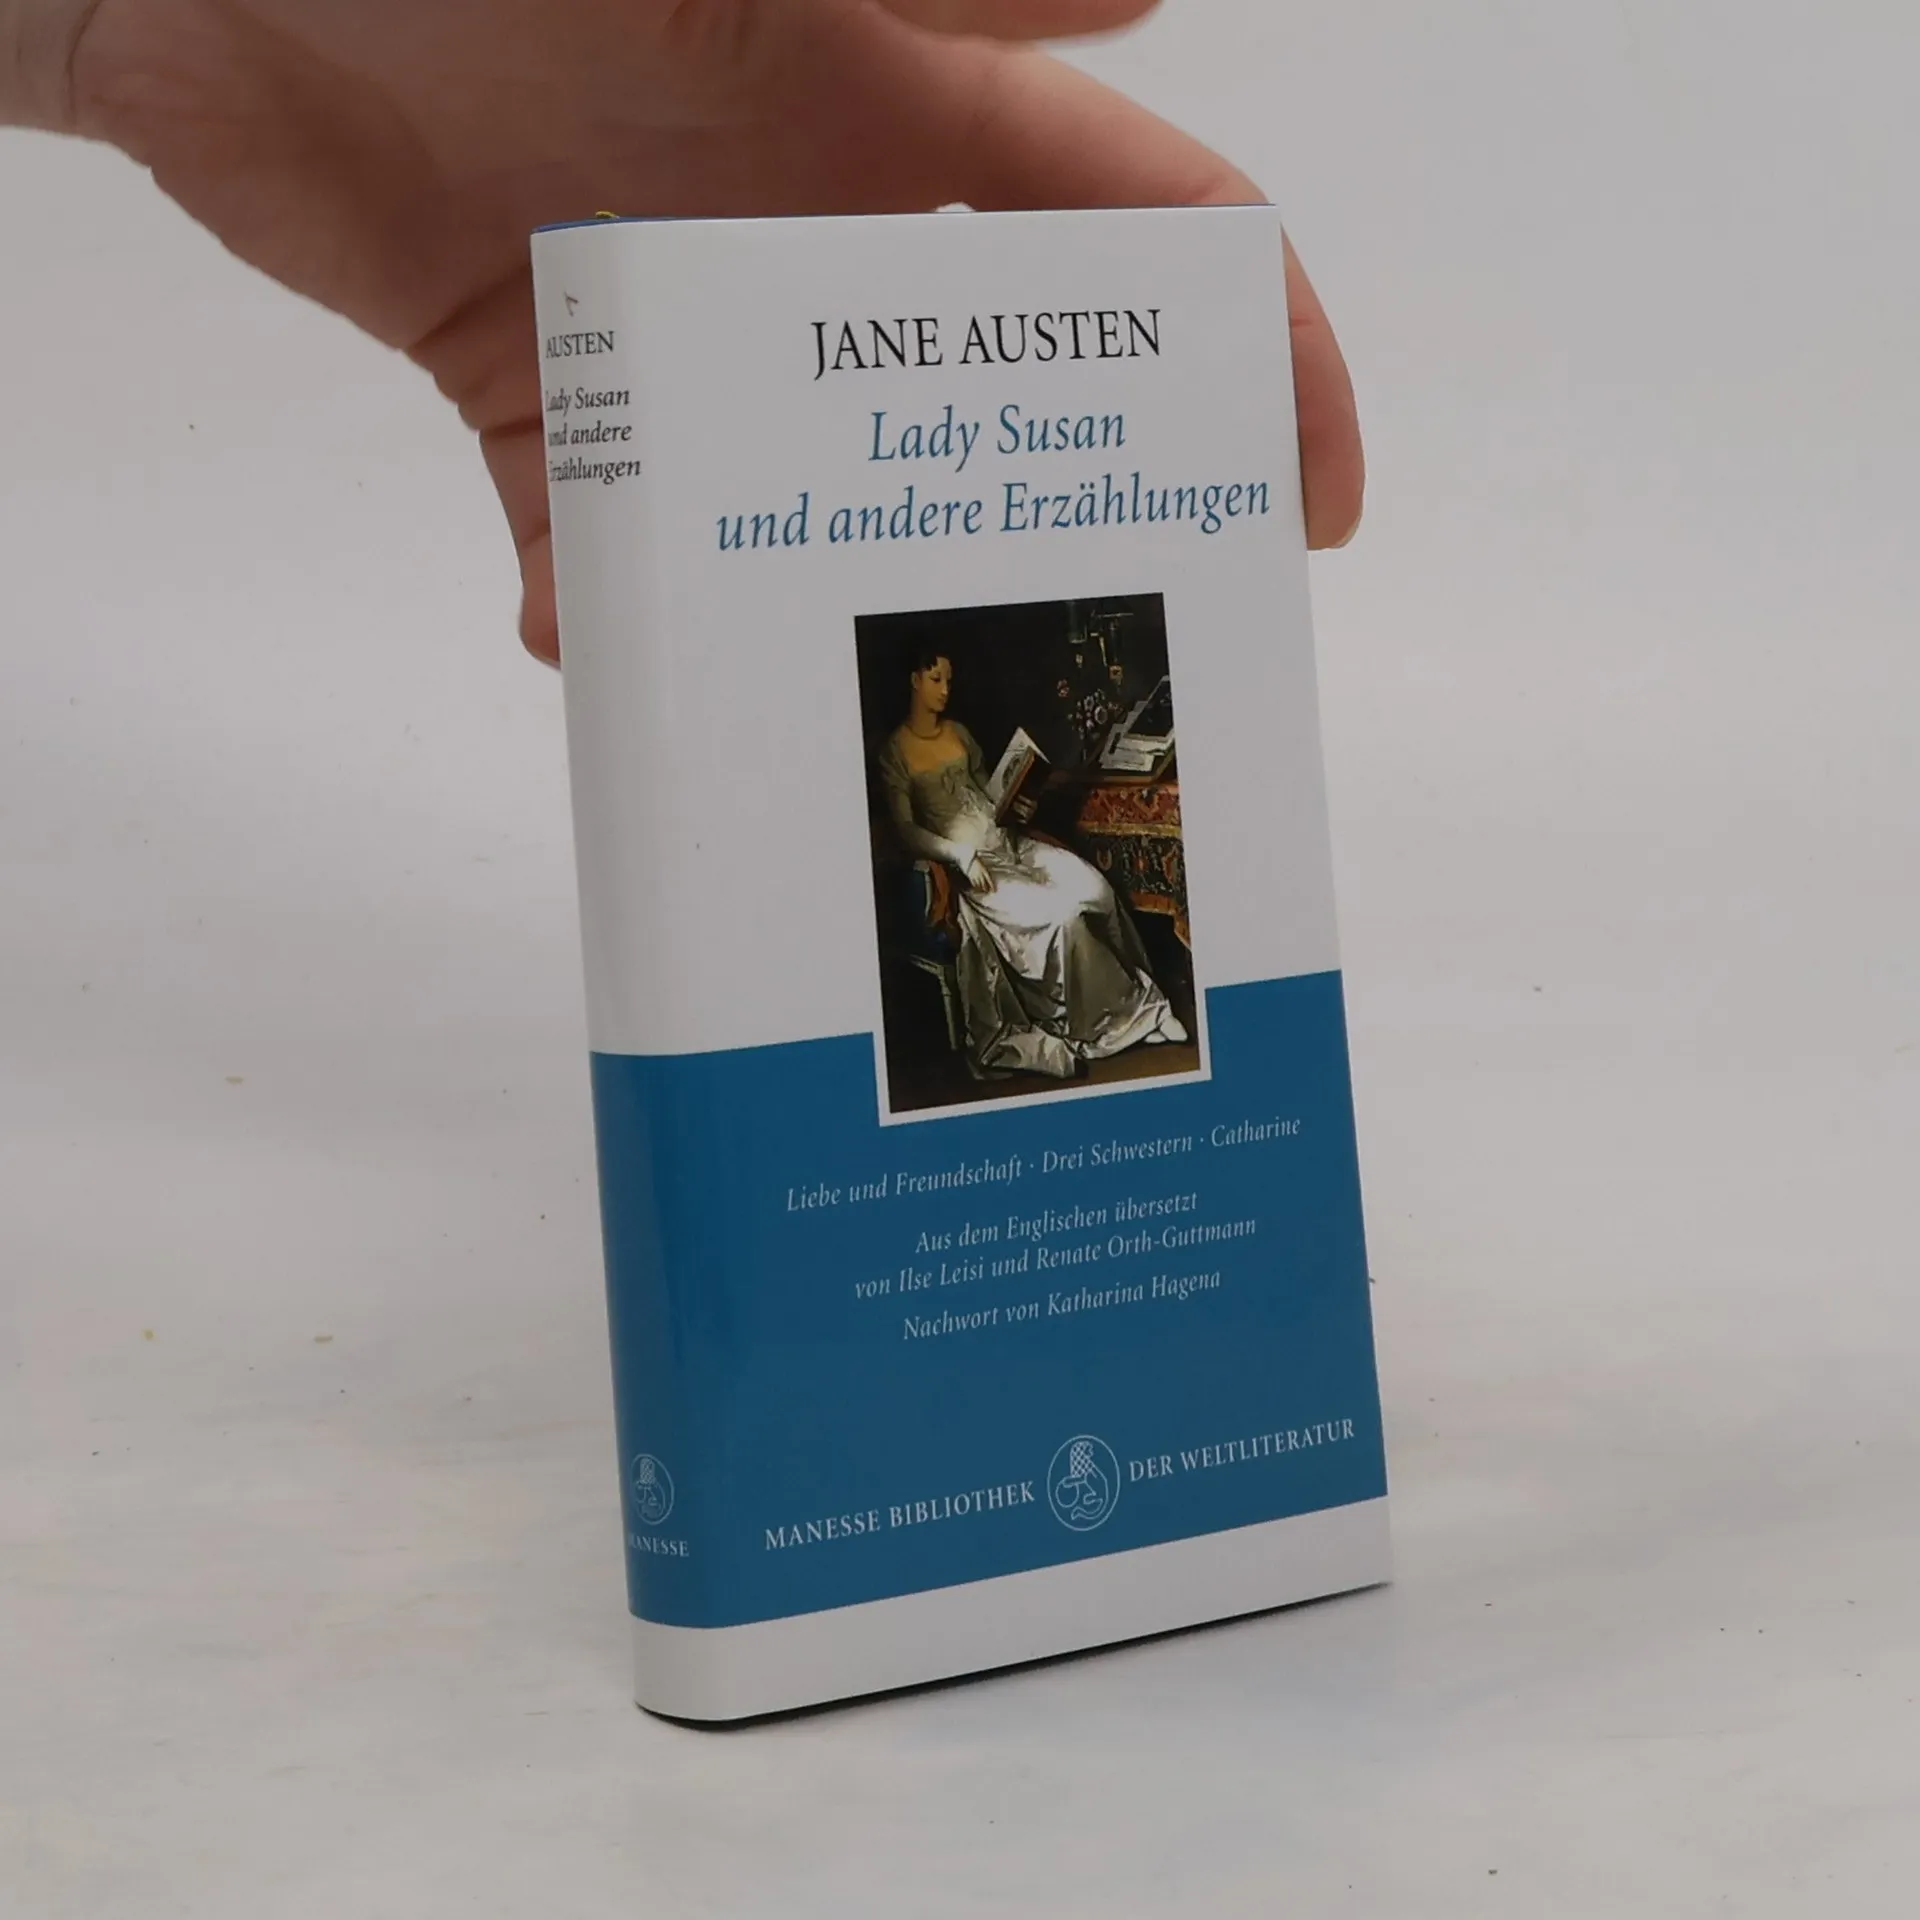 AUSTEN
Lady Susan
und andere
Erzählungen
MANESSE
JANE AUSTEN
Lady Susan
und andere Erzählungen
Liebe und Freundschaft · Drei Schwestern · Catharine
Aus dem Englischen übersetzt
von Ilse Leisi und Renate Orth-Guttmann
Nachwort von Katharina Hagena
MANESSE BIBLIOTHEK DER WELTLITERATUR